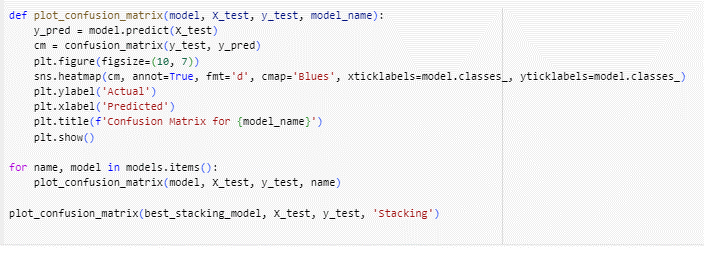 def plot_confusion_matrix(model, X_test, y_test, model_name):
    y_pred = model.predict(X_test)
    cm = confusion_matrix(y_test, y_pred)
    plt.figure(figsize=(10, 7))
    sns.heatmap(cm, annot=True, fmt='d', cmap='Blues', xticklabels=model.classes_, yticklabels=model.classes_)
    plt.ylabel('Actual')
    plt.xlabel('Predicted')
    plt.title(f'Confusion Matrix for {model_name}')
    plt.show()

for name, model in models.items():
    plot_confusion_matrix(model, X_test, y_test, name)

plot_confusion_matrix(best_stacking_model, X_test, y_test, 'Stacking')